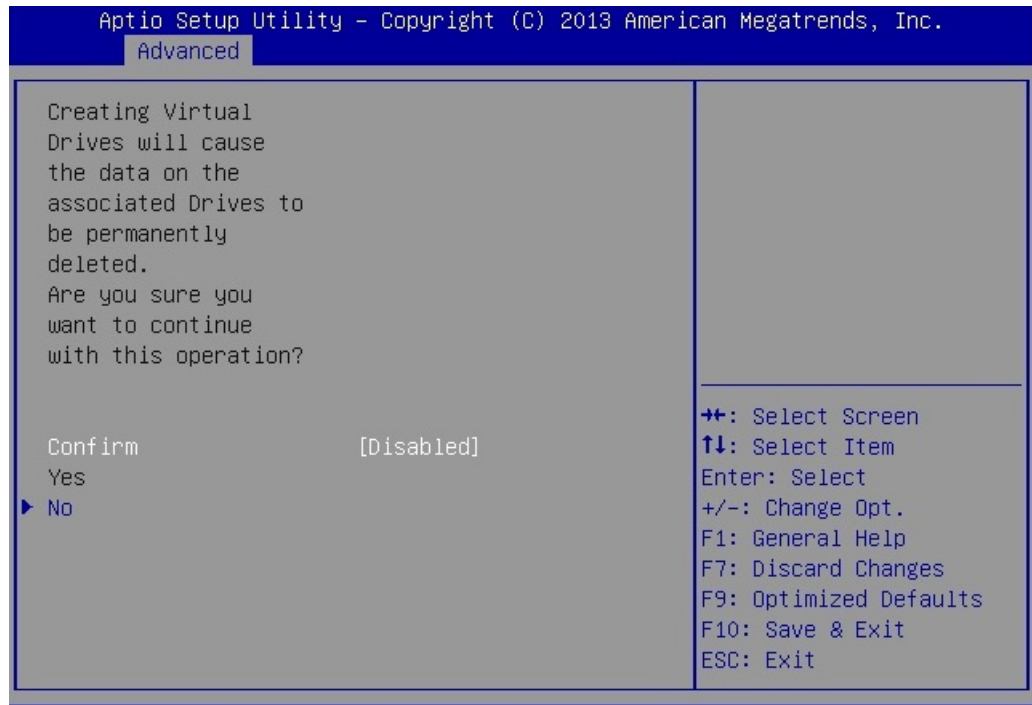 Aptio Setup Utility – Copyright (C) 2013 American Megatrends, Inc.
Advanced
Creating Virtual
Drives will cause
the data on the
associated Drives to
be permanently
deleted.
Are you sure you
want to continue
with this operation?
Confirm [Disabled]
Yes
No
→←: Select Screen
↑↓: Select Item
Enter: Select
+/-: Change Opt.
F1: General Help
F7: Discard Changes
F9: Optimized Defaults
F10: Save & Exit
ESC: Exit